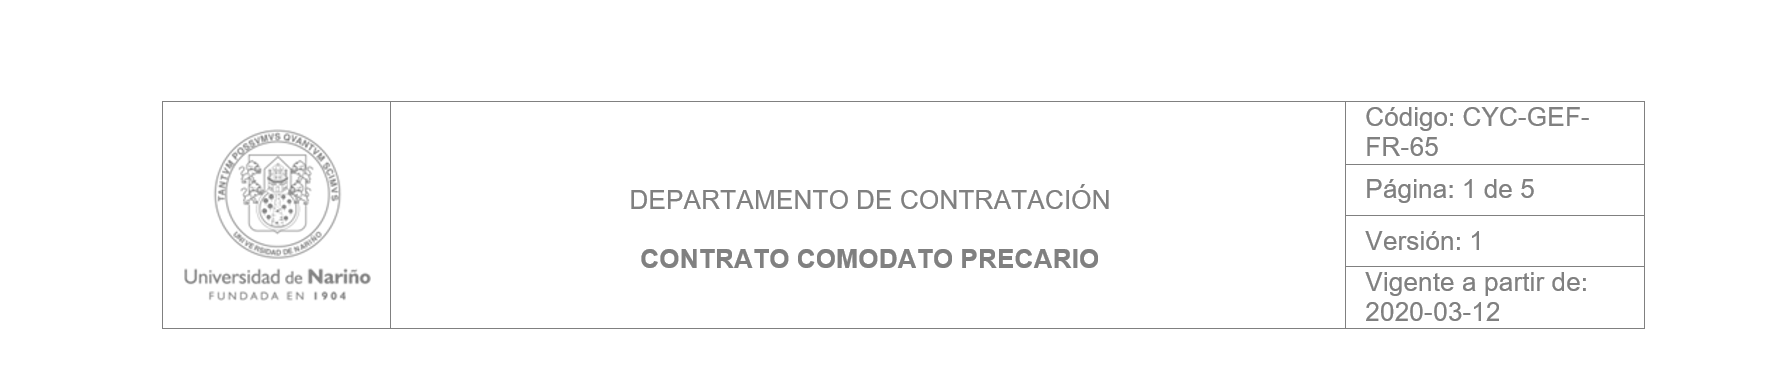 TANTVM POSSVMVS QVANTVM SCIMVS
UNIVERSIDAD DE NARIÑO
Universidad de Nariño
FUNDADA EN 1904
DEPARTAMENTO DE CONTRATACIÓN
CONTRATO COMODATO PRECARIO
Código: CYC-GEF-
FR-65
Página: 1 de 5
Versión: 1
Vigente a partir de:
2020-03-12